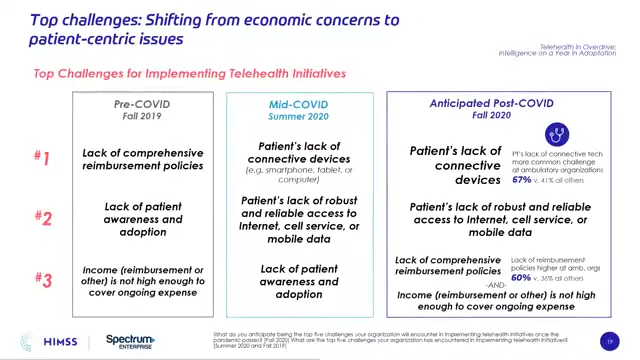 Top challenges: Shifting from economic concerns to
patient-centric issues
Telehealth in Overdrive:
Intelligence on a Year in Adaptation
Top Challenges for Implementing Telehealth Initiatives
Pre-COVID
Fall 2019
Mid-COVID
Summer 2020
Anticipated Post-COVID
Fall 2020
#1
Lack of comprehensive
reimbursement policies
Patient's lack of
connective devices
(e.g. smartphone, tablet, or
computer)
Patient's lack of
connective
devices
PT's lack of connective tech
more common challenge
at ambulatory organizations
67% v. 41% all others
#2
Lack of patient
awareness and
adoption
Patient's lack of robust
and reliable access to
Internet, cell service, or
mobile data
Patient's lack of robust and reliable
access to Internet, cell service, or
mobile data
#3
Income (reimbursement or
other) is not high enough to
cover ongoing expense
Lack of patient
awareness and
adoption
Lack of comprehensive
reimbursement policies
Lack of reimbursement
policies higher at amb. orgs
60% v. 36% all others
-AND-
Income (reimbursement or other) is not high
enough to cover ongoing expense
HIMSS
Spectrum
ENTERPRISE
What do you anticipate being the top five challenges your organization will encounter in implementing telehealth initiatives once the
pandemic passes? [Fall 2020] What are the top five challenges your organization has encountered in implementing telehealth initiatives?
[Summer 2020 and Fall 2019]
19